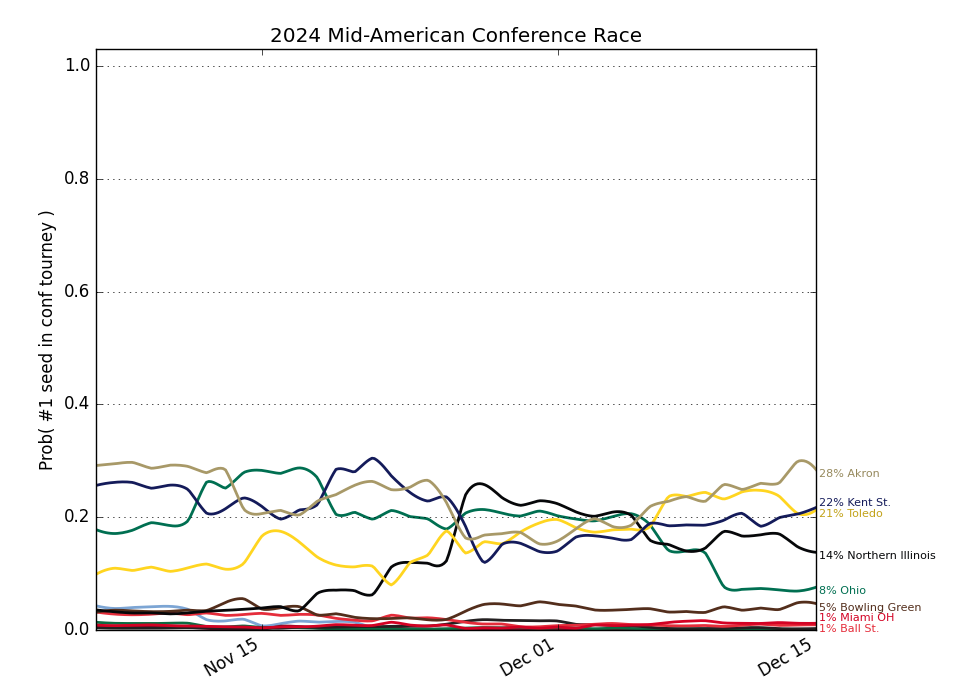 2024 Mid-American Conference Race
Prob( #1 seed in conf tourney )
1.0
0.8
0.6
0.4
0.2
0.0
Nov 15
Dec 01
Dec 15
28% Akron
22% Kent St.
21% Toledo
14% Northern Illinois
8% Ohio
5% Bowling Green
1% Miami OH
1% Ball St.